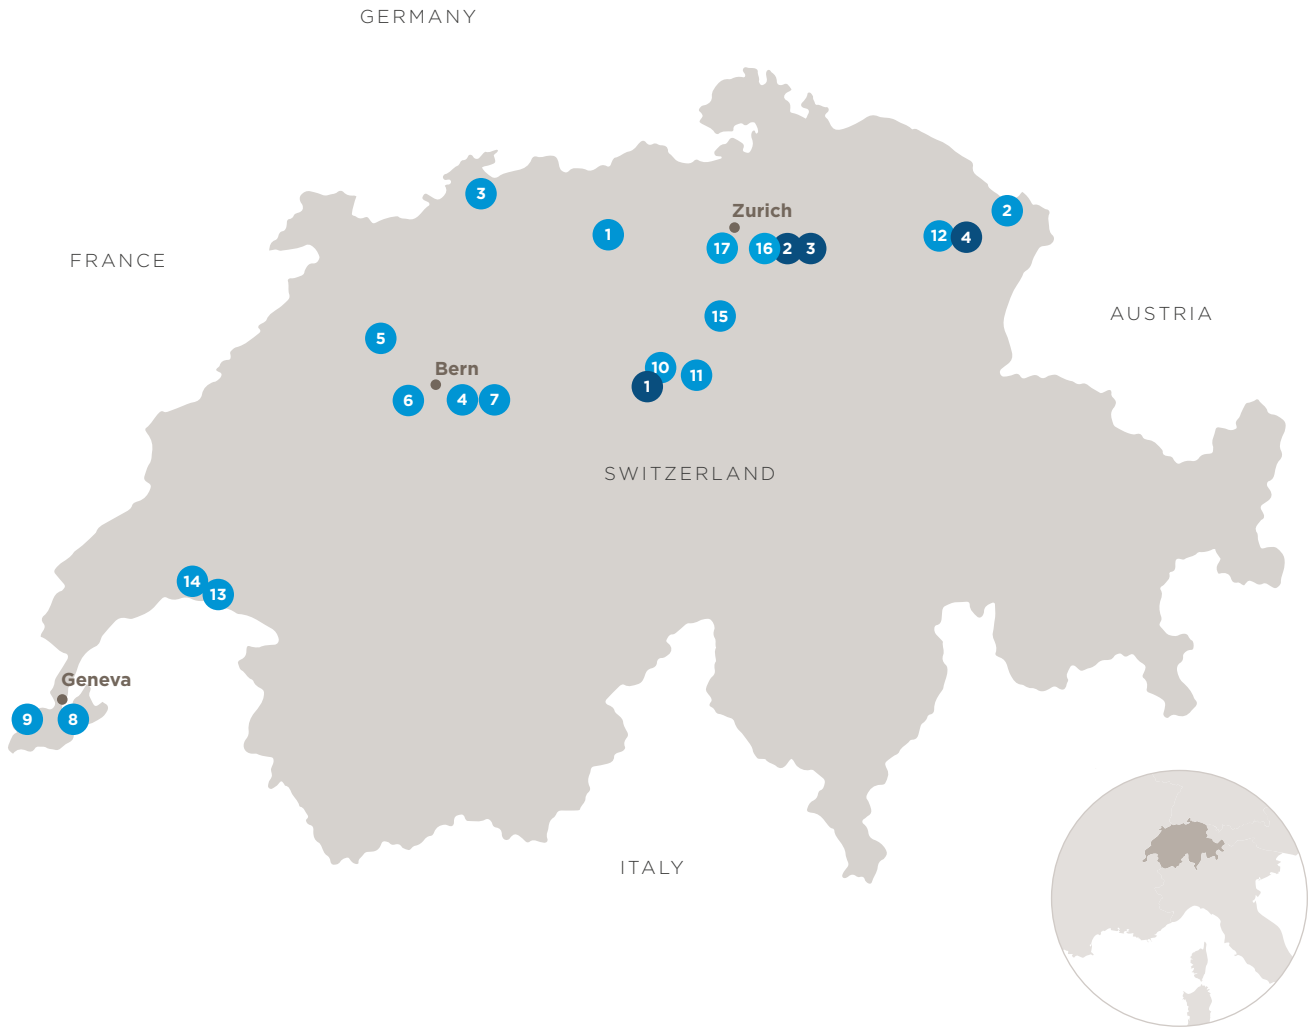 GERMANY
3
Zurich
2
1
12
4
17
16
2
3
FRANCE
AUSTRIA
15
5
Bern
10
11
1
6
4
7
SWITZERLAND
14
13
Geneva
9
8
ITALY